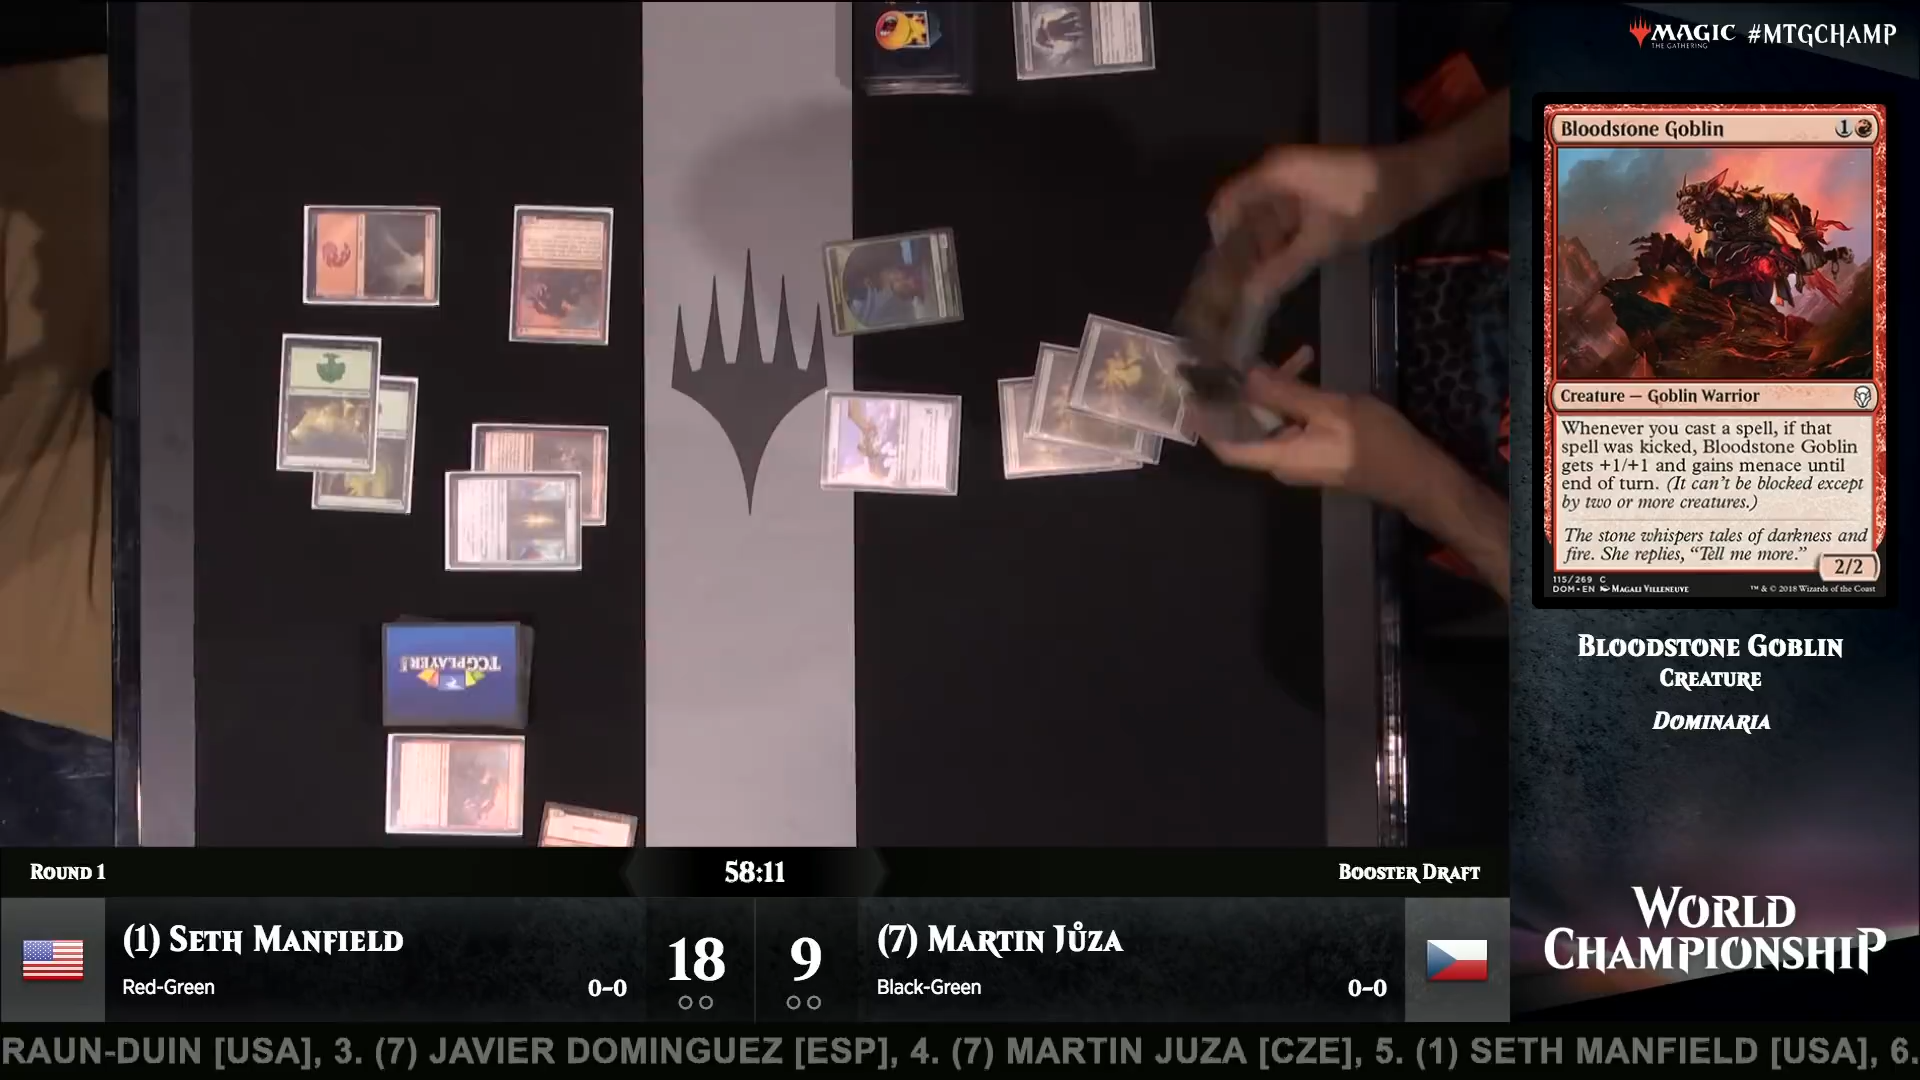 MAGIC
THE GATHERING
#MTGCHAMP
Bloodstone Goblin 1
Creature — Goblin Warrior
Whenever you cast a spell, if that
spell was kicked, Bloodstone Goblin
gets +1/+1 and gains menace until
end of turn. (It can't be blocked except
by two or more creatures.)
The stone whispers tales of darkness and
fire. She replies, "Tell me more."
2/2
115/269 C
DOM • EN Magali Villeneuve
™ & © 2018 Wizards of the Coast
Bloodstone Goblin
Creature
Dominaria
TCGPLAYER
Round 1
58:11
Booster Draft
(1) Seth Manfield
Red-Green
0-0
18
9
(7) Martin Jůza
Black-Green
0-0
World
Championship
RAUN-DUIN [USA], 3. (7) JAVIER DOMINGUEZ [ESP], 4. (7) MARTIN JUZA [CZE], 5. (1) SETH MANFIELD [USA], 6.